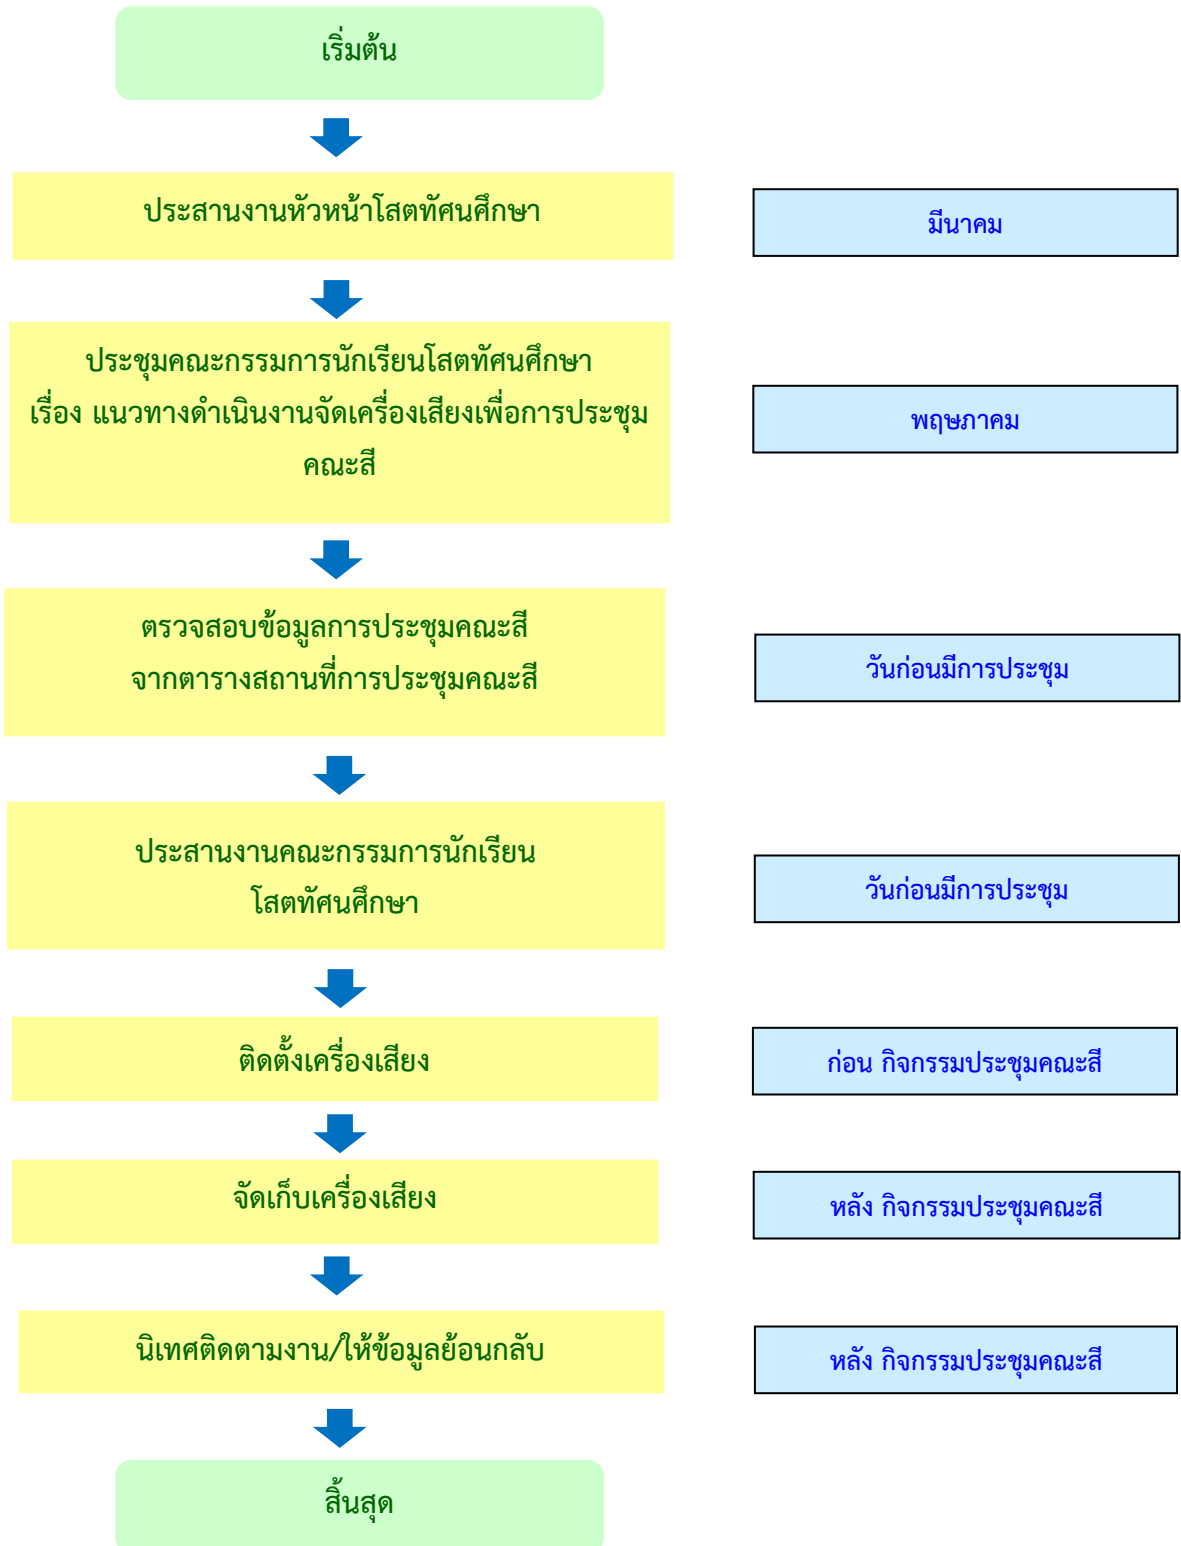 เริ่มต้น
ประสานงานหัวหน้าโสตทัศนศึกษา
มีนาคม
ประชุมคณะกรรมการนักเรียนโสตทัศนศึกษา
เรื่อง แนวทางดำเนินงานจัดเครื่องเสียงเพื่อการประชุม
คณะสี
พฤษภาคม
ตรวจสอบข้อมูลการประชุมคณะสี
จากตารางสถานที่การประชุมคณะสี
วันก่อนมีการประชุม
ประสานงานคณะกรรมการนักเรียน
โสตทัศนศึกษา
วันก่อนมีการประชุม
ติดตั้งเครื่องเสียง
ก่อน กิจกรรมประชุมคณะสี
จัดเก็บเครื่องเสียง
หลัง กิจกรรมประชุมคณะสี
นิเทศติดตามงาน/ให้ข้อมูลย้อนกลับ
หลัง กิจกรรมประชุมคณะสี
สิ้นสุด